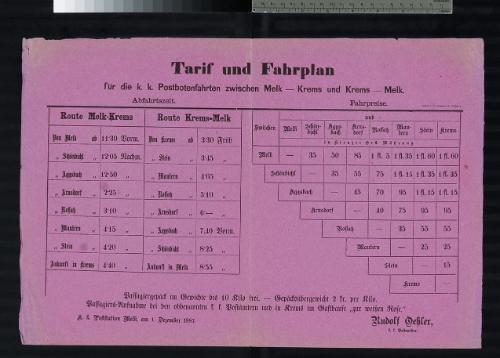 Tarif und Fahrplan
für die k. k. Postbotenfahrten zwischen Melk — Krems und Krems — Melk.
Abfahrtszeit.
Route Melk-Krems
Route Krems-Melk
Von Melk ab 11·30 Vorm.
Von Krems ab 3·30 Früh
„ Schönbichl „ 12·05 Nachm.
„ Stein „ 3·45 „
„ Aggsbach „ 12·50 „
„ Mautern „ 4·05 „
„ Arnsdorf „ 2·25 „
„ Rossatz „ 5·10 „
„ Rossatz „ 3·10 „
„ Arnsdorf „ 6·— „
„ Mautern „ 4·15 „
„ Aggsbach „ 7·10 Vorm.
„ Stein „ 4·20 „
„ Schönbichl „ 8·25 „
Ankunft in Krems 4·40 „
Ankunft in Melk 8·55 „
Fahrpreise.
Zwischen
und
Melk Schönbichl Aggsbach Arnsdorf Rossatz Mautern Stein Krems
in Kreuzer Oest. Währung
Melk — 35 50 85 1 fl. 5 1 fl. 35 1 fl. 60 1 fl. 60
Schönbichl — 35 55 75 1 fl. 15 1 fl. 35 1 fl. 35
Aggsbach — 45 70 95 1 fl. 15 1 fl. 15
Arnsdorf — 40 75 95 95
Rossatz — 35 55 55
Mautern — 25 25
Stein — 15
Krems —
Passagiergepäck im Gewichte bis 10 Kilo frei. — Gepäcksübergewicht 2 kr. per Kilo.
Passagiers-Aufnahme bei den obbenannten k. k. Postämtern und in Krems im Gasthause „zur weißen Rose.“
K. k. Poststation Melk, am 1. Dezember
Rudolf Oeßler,
k. k. Postmeister.